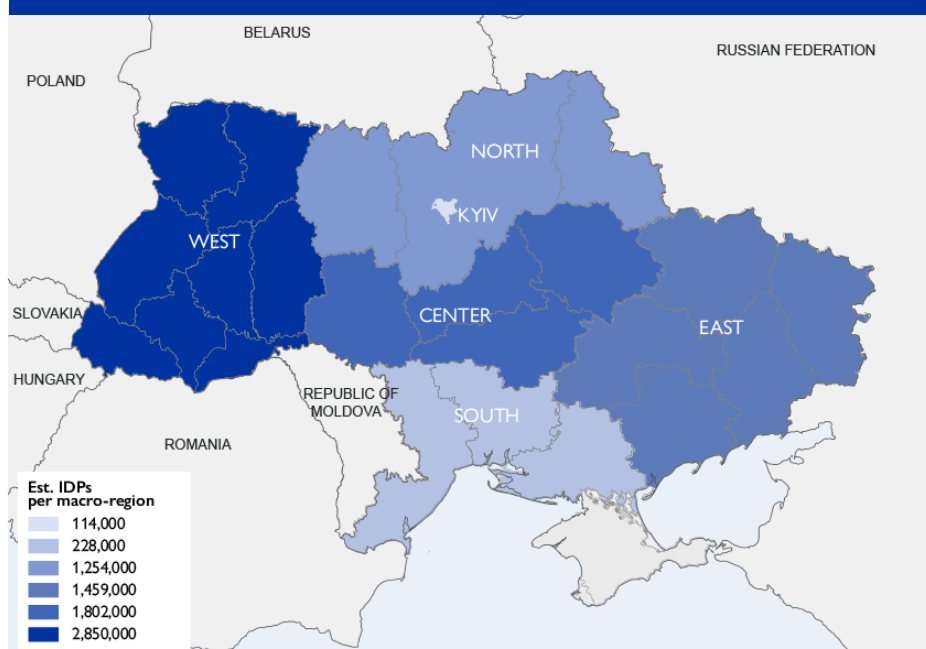 BELARUS
RUSSIAN FEDERATION
POLAND
NORTH
KYIV
WEST
SLOVAKIA
CENTER
EAST
HUNGARY
REPUBLIC OF
MOLDOVA
SOUTH
ROMANIA
Est. IDPs
per macro-region
114,000
228,000
1,254,000
1,459,000
1,802,000
2,850,000